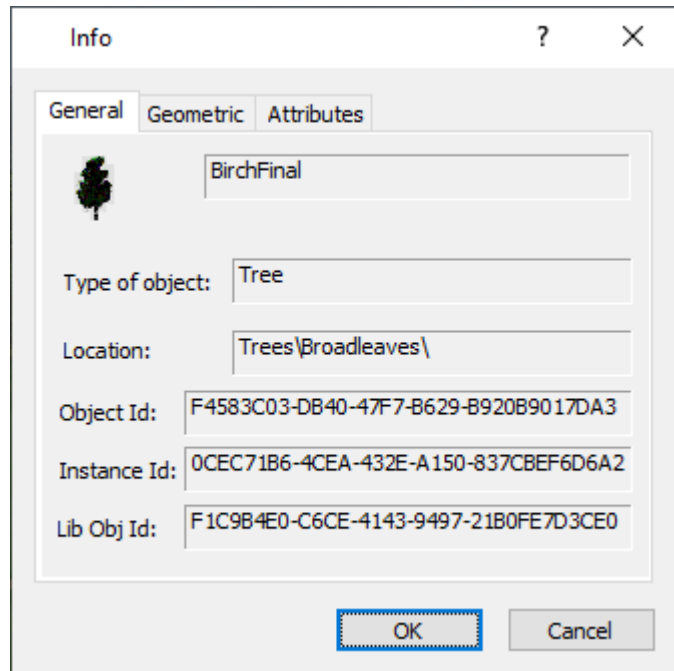 Info
?
General Geometric Attributes
BirchFinal
Type of object: Tree
Location: Trees\Broadleaves\
Object Id: F4583C03-DB40-47F7-B629-B920B9017DA3
Instance Id: 0CEC71B6-4CEA-432E-A150-837CBEF6D6A2
Lib Obj Id: F1C9B4E0-C6CE-4143-9497-21B0FE7D3CE0
OK Cancel